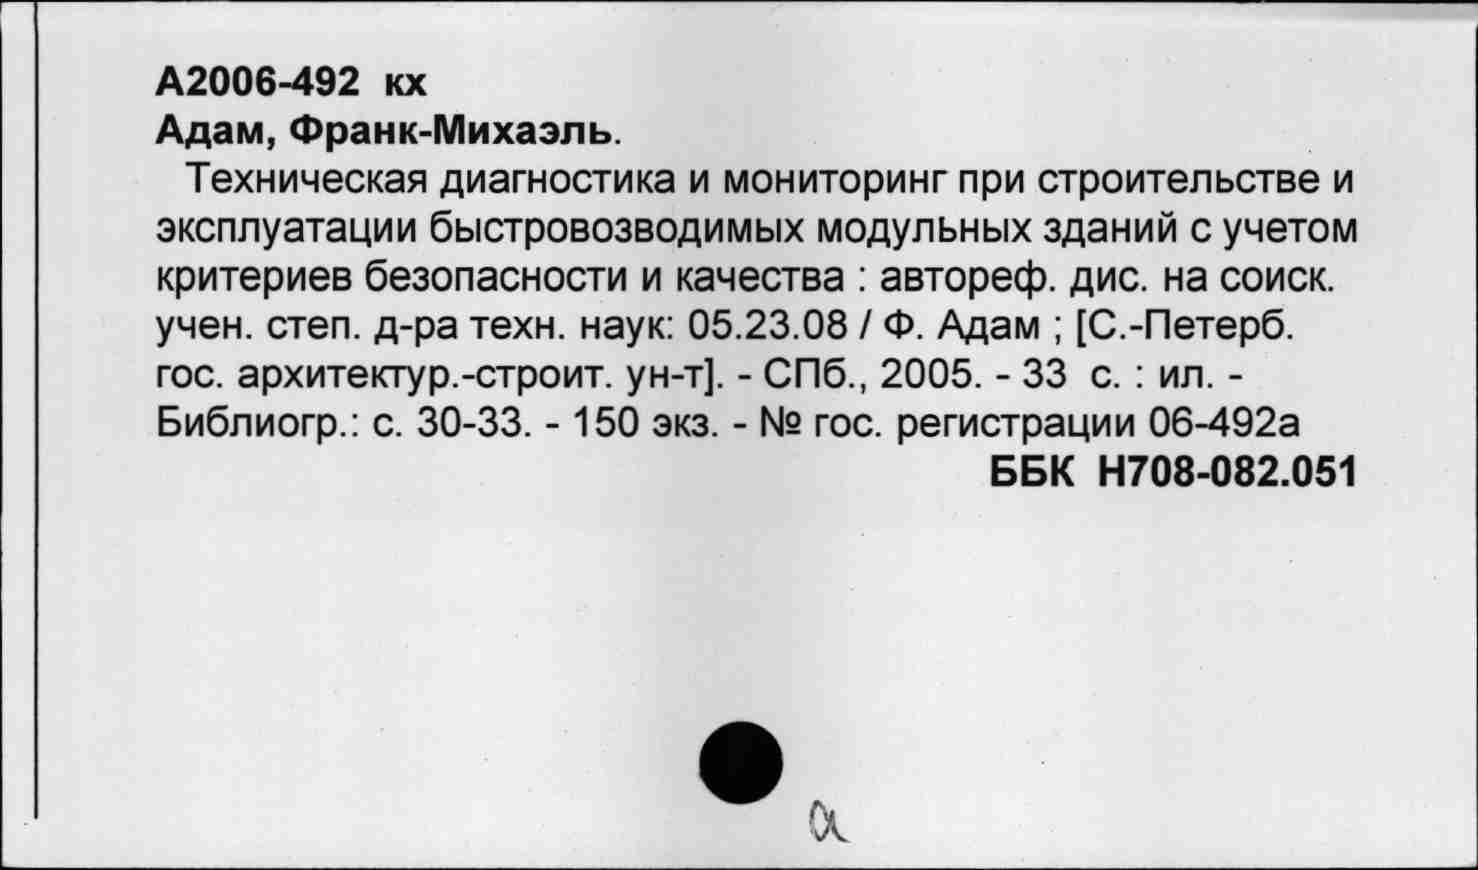 А2006-492 кх
Адам, Франк-Михаэль.
Техническая диагностика и мониторинг при строительстве и
эксплуатации быстровозводимых модульных зданий с учетом
критериев безопасности и качества : автореф. дис. на соиск.
учен. степ. д-ра техн. наук: 05.23.08 / Ф. Адам ; [С.-Петерб.
гос. архитектур.-строит. ун-т]. - СПб., 2005. - 33 с. : ил. -
Библиогр.: с. 30-33. - 150 экз. - № гос. регистрации 06-492а
ББК Н708-082.051
а